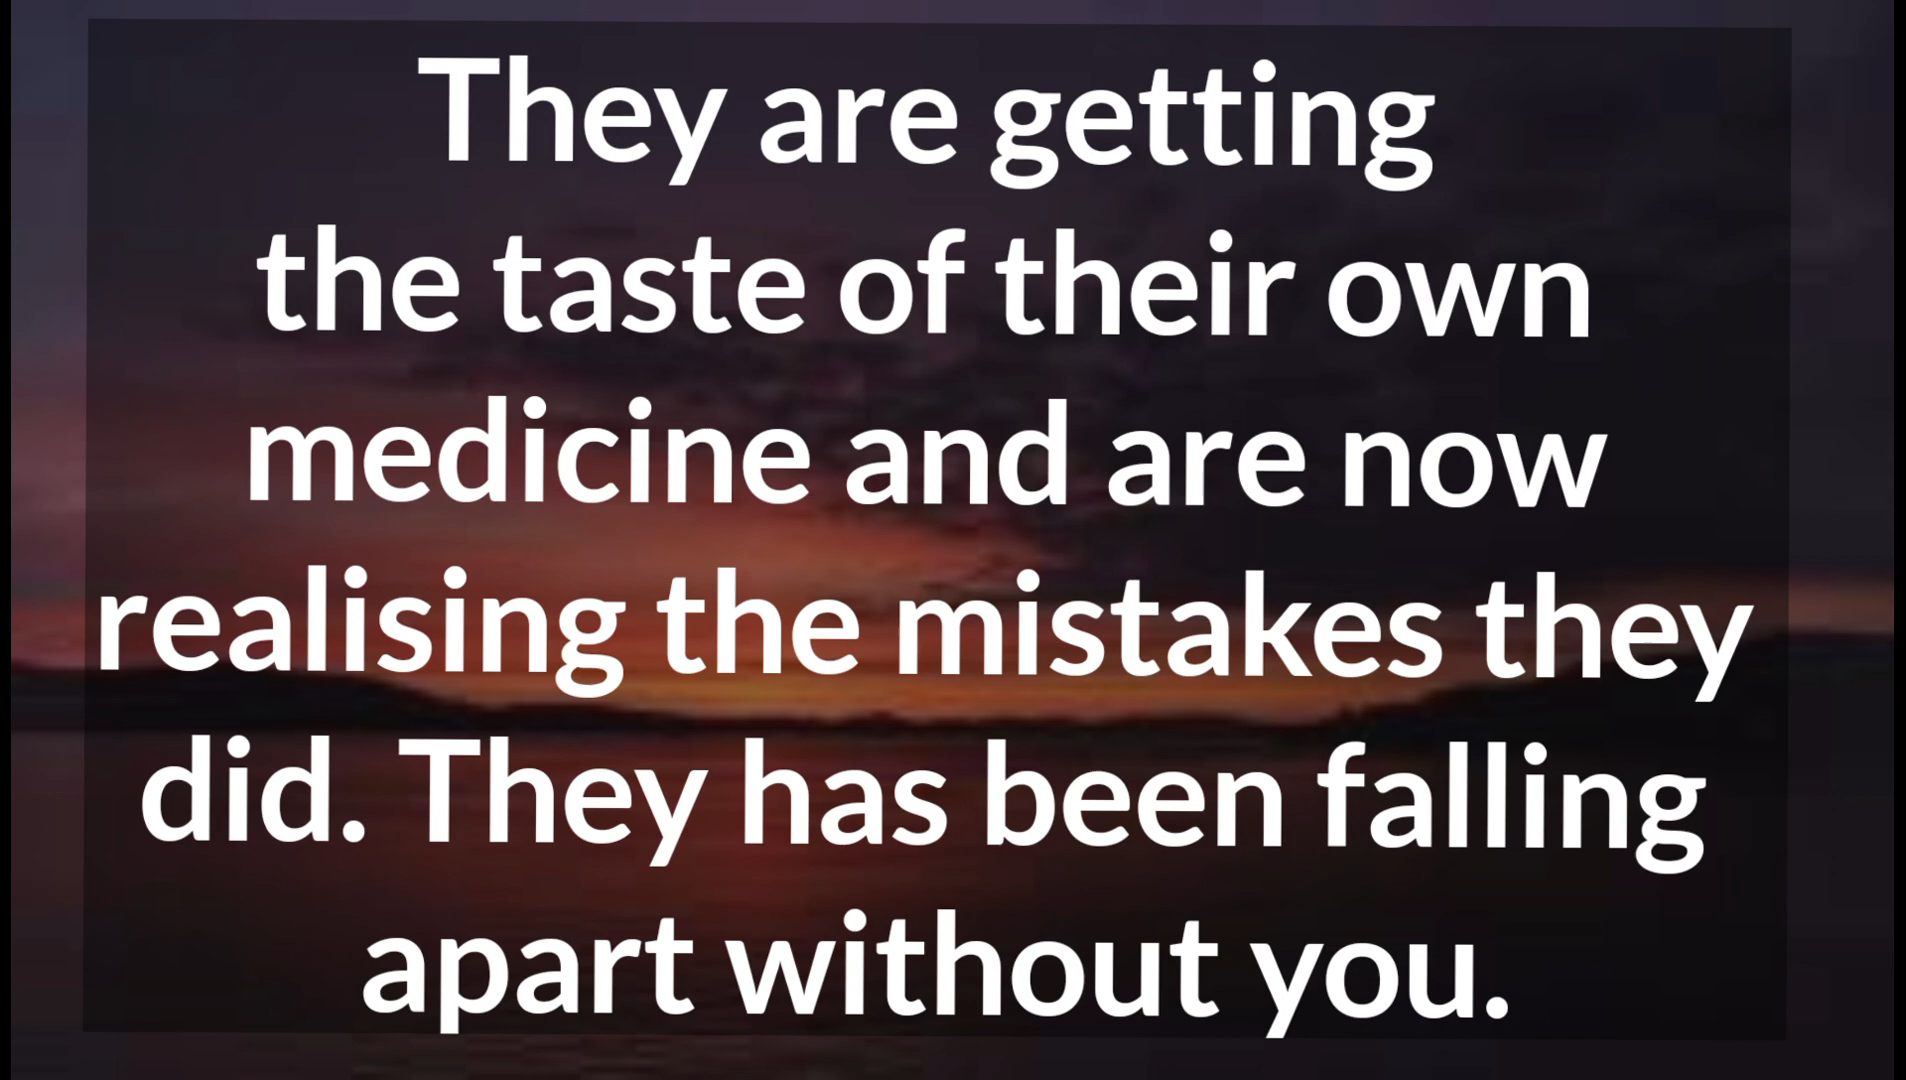 They are getting
the taste of their own
medicine and are now
realising the mistakes they
did. They has been falling
apart without you.